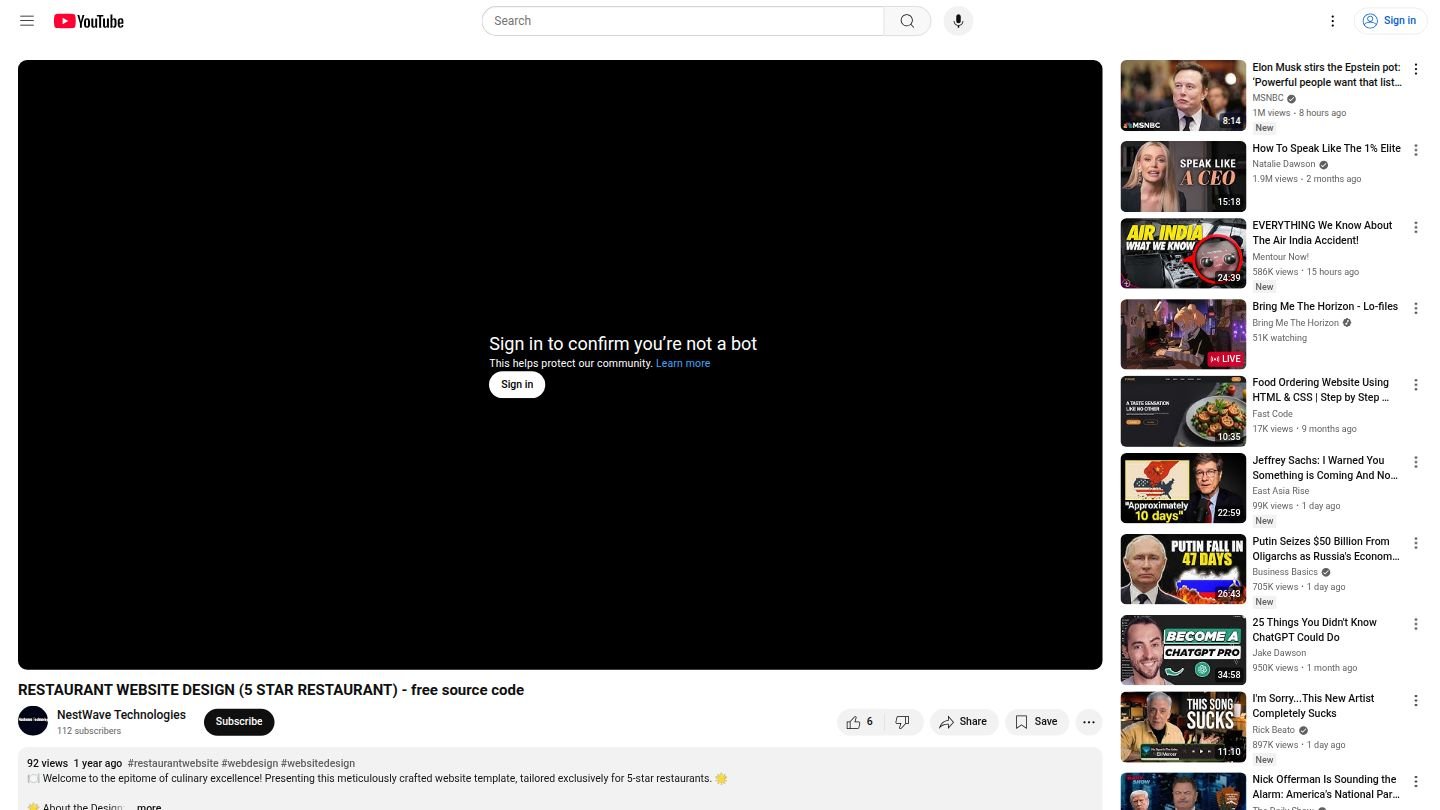 YouTube
Search
Sign in
Sign in to confirm you’re not a bot
This helps protect our community. Learn more
Sign in
RESTAURANT WEBSITE DESIGN (5 STAR RESTAURANT) - free source code
NestWave Technologies
112 subscribers
Subscribe
6
Share
Save
92 views 1 year ago #restaurantwebsite #webdesign #websitedesign
🍽️ Welcome to the epitome of culinary excellence! Presenting this meticulously crafted website template, tailored exclusively for 5-star restaurants. 🌟
🌟 About the Design: ...more
MSNBC
8:14
Elon Musk stirs the Epstein pot:
‘Powerful people want that list...
MSNBC
1M views • 8 hours ago
New
SPEAK LIKE
A CEO
15:18
How To Speak Like The 1% Elite
Natalie Dawson
1.9M views • 2 months ago
AIR INDIA
WHAT WE KNOW
24:39
EVERYTHING We Know About
The Air India Accident!
Mentour Now!
586K views • 15 hours ago
New
LIVE
Bring Me The Horizon - Lo-files
Bring Me The Horizon
51K watching
A TASTE SENSATION
LIKE NO OTHER
10:35
Food Ordering Website Using
HTML & CSS | Step by Step ...
Fast Code
17K views • 9 months ago
"Approximately
10 days"
22:59
Jeffrey Sachs: I Warned You
Something is Coming And No...
East Asia Rise
99K views • 1 day ago
New
PUTIN FALL IN
47 DAYS
26:43
Putin Seizes $50 Billion From
Oligarchs as Russia's Econom...
Business Basics
705K views • 1 day ago
New
BECOME A
CHATGPT PRO
34:58
25 Things You Didn't Know
ChatGPT Could Do
Jake Dawson
950K views • 1 month ago
THIS SONG
SUCKS
11:10
I'm Sorry...This New Artist
Completely Sucks
Rick Beato
897K views • 1 day ago
New
Nick Offerman Is Sounding the
Alarm: America's National Par...
The Daily Show